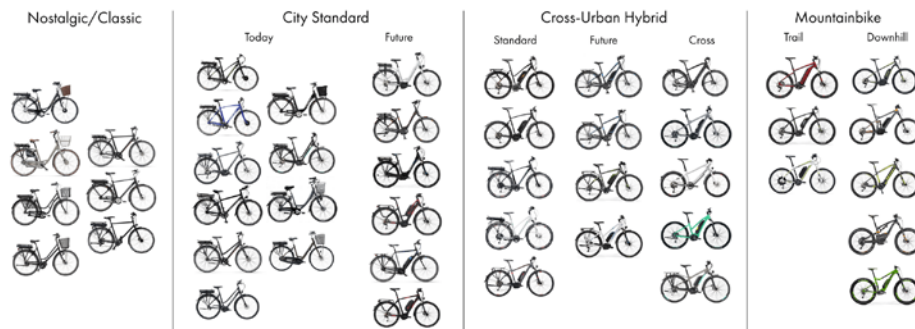 Nostalgic/Classic
City Standard
Today
Future
Cross-Urban Hybrid
Standard
Future
Cross
Mountainbike
Trail
Downhill